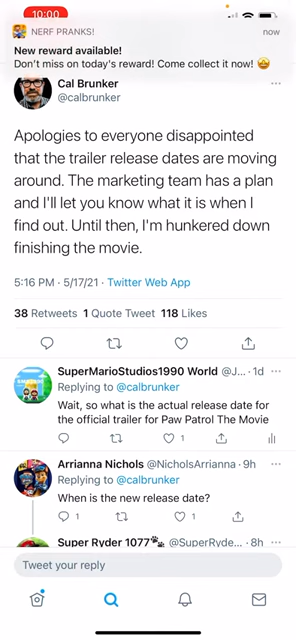 10:00
NERF PRANKS!
now
New reward available!
Don't miss on today's reward! Come collect it now! 🤩
Cal Brunker
@calbrunker
Apologies to everyone disappointed
that the trailer release dates are moving
around. The marketing team has a plan
and I'll let you know what it is when I
find out. Until then, I'm hunkered down
finishing the movie.
5:16 PM · 5/17/21 · Twitter Web App
38 Retweets 1 Quote Tweet 118 Likes
SuperMarioStudios1990 World @J... · 1d
Replying to @calbrunker
Wait, so what is the actual release date for
the official trailer for Paw Patrol The Movie
1
Arrianna Nichols @NicholsArrianna · 9h
Replying to @calbrunker
When is the new release date?
1 1
Super Ryder 1077🐾 @SuperRyde... · 8h
Tweet your reply